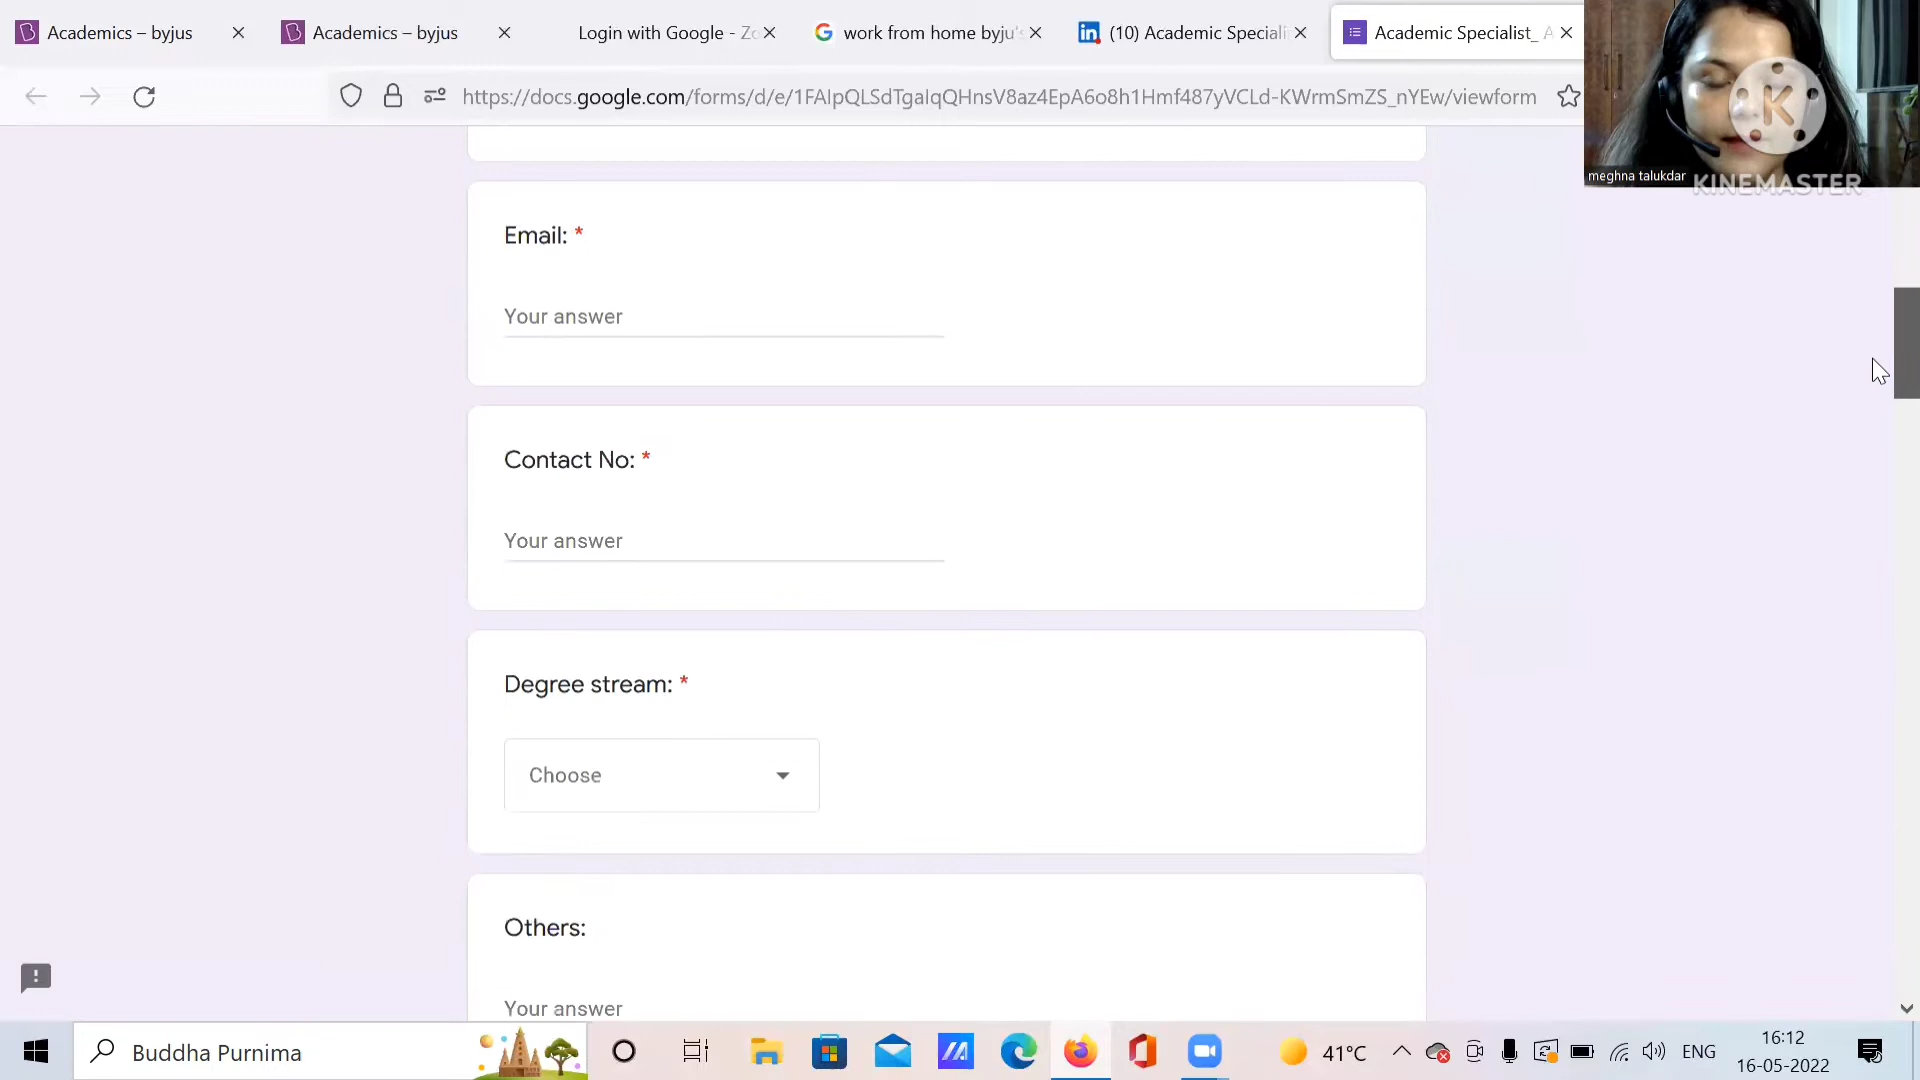 Academics – byjus
Academics – byjus
Login with Google - Zo
work from home byju's
(10) Academic Speciali
Academic Specialist_ A
https://docs.google.com/forms/d/e/1FAIpQLSdTgaIqQHnsV8az4EpA6o8h1Hmf487yVCLd-KWrmSmZS_nYEw/viewform
meghna talukdar
KINEMASTER
Email: *
Your answer
Contact No: *
Your answer
Degree stream: *
Choose
Others:
Your answer
Buddha Purnima
41°C
ENG
16:12
16-05-2022